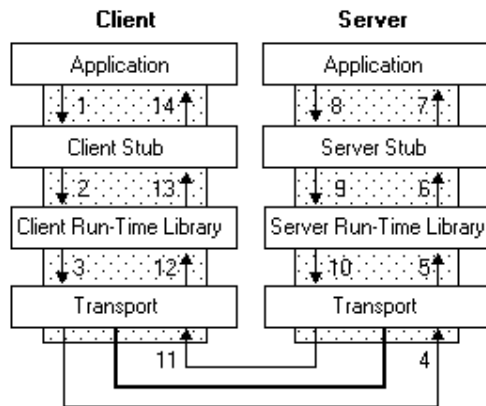 Client Server
Application Application
1 14 8 7
Client Stub Server Stub
2 13 9 6
Client Run-Time Library Server Run-Time Library
3 12 10 5
Transport Transport
11 4